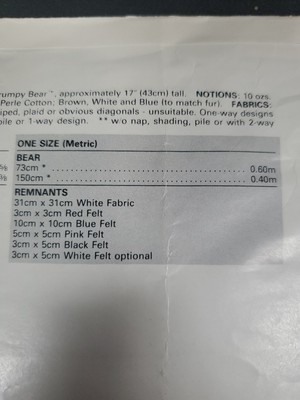 rumpy Bear™, approximately 17" (43cm) tall. NOTIONS: 10 ozs.
Perle Cotton; Brown, White and Blue (to match fur). FABRICS:
iped, plaid or obvious diagonals - unsuitable. One-way designs
pile or 1-way design. ** w/o nap, shading, pile or with 2-way
ONE SIZE (Metric)
BEAR
73cm * 0.60m
150cm * 0.40m
REMNANTS
31cm x 31cm White Fabric
3cm x 3cm Red Felt
10cm x 10cm Blue Felt
5cm x 5cm Pink Felt
3cm x 5cm Black Felt
3cm x 5cm White Felt optional